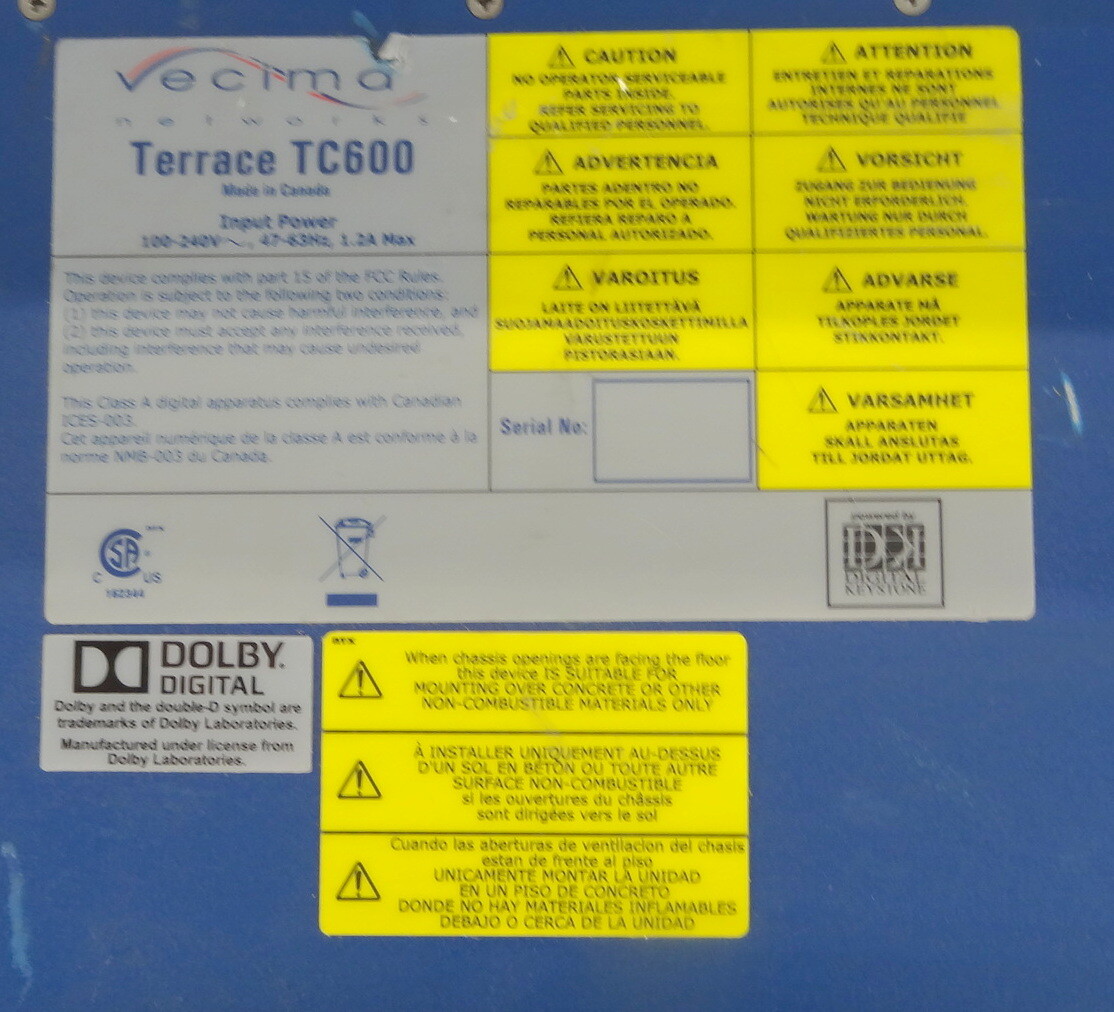 vecima
networks
Terrace TC600
Made in Canada
Input Power
100-240V~, 47-63Hz, 1.2A Max
This device complies with part 15 of the FCC Rules.
Operation is subject to the following two conditions:
(1) this device may not cause harmful interference, and
(2) this device must accept any interference received,
including interference that may cause undesired
operation.
This Class A digital apparatus complies with Canadian
ICES-003.
Cet appareil numérique de la classe A est conforme à la
norme NMB-003 du Canada.
CAUTION
NO OPERATOR SERVICEABLE
PARTS INSIDE.
REFER SERVICING TO
QUALIFIED PERSONNEL.
ATTENTION
ENTRETIEN ET REPARATIONS
INTERNES NE SONT
AUTORISES QU'AU PERSONNEL
TECHNIQUE QUALIFIE
ADVERTENCIA
PARTES ADENTRO NO
REPARABLES POR EL OPERADO.
REFIERA REPARO A
PERSONAL AUTORIZADO.
VORSICHT
ZUGANG ZUR BEDIENUNG
NICHT ERFORDERLICH.
WARTUNG NUR DURCH
QUALIFIZIERTES PERSONAL.
VAROITUS
LAITE ON LIITETTÄVÄ
SUOJAMAADOITUSKOSKETTIMILLA
VARUSTETTUUN
PISTORASIAAN.
ADVARSE
APPARATE MÅ
TILKOPLES JORDET
STIKKONTAKT.
Serial No:
VARSAMHET
APPARATEN
SKALL ANSLUTAS
TILL JORDAT UTTAG.
CSA
C US
182344
powered by
DKI
DIGITAL
KEYSTONE
DOLBY.
DIGITAL
Dolby and the double-D symbol are
trademarks of Dolby Laboratories.
Manufactured under license from
Dolby Laboratories.
When chassis openings are facing the floor
this device IS SUITABLE FOR
MOUNTING OVER CONCRETE OR OTHER
NON-COMBUSTIBLE MATERIALS ONLY
À INSTALLER UNIQUEMENT AU-DESSUS
D'UN SOL EN BÉTON OU TOUTE AUTRE
SURFACE NON-COMBUSTIBLE
si les ouvertures du châssis
sont dirigées vers le sol
Cuando las aberturas de ventilacion del chasis
estan de frente al piso
UNICAMENTE MONTAR LA UNIDAD
EN UN PISO DE CONCRETO
DONDE NO HAY MATERIALES INFLAMABLES
DEBAJO O CERCA DE LA UNIDAD